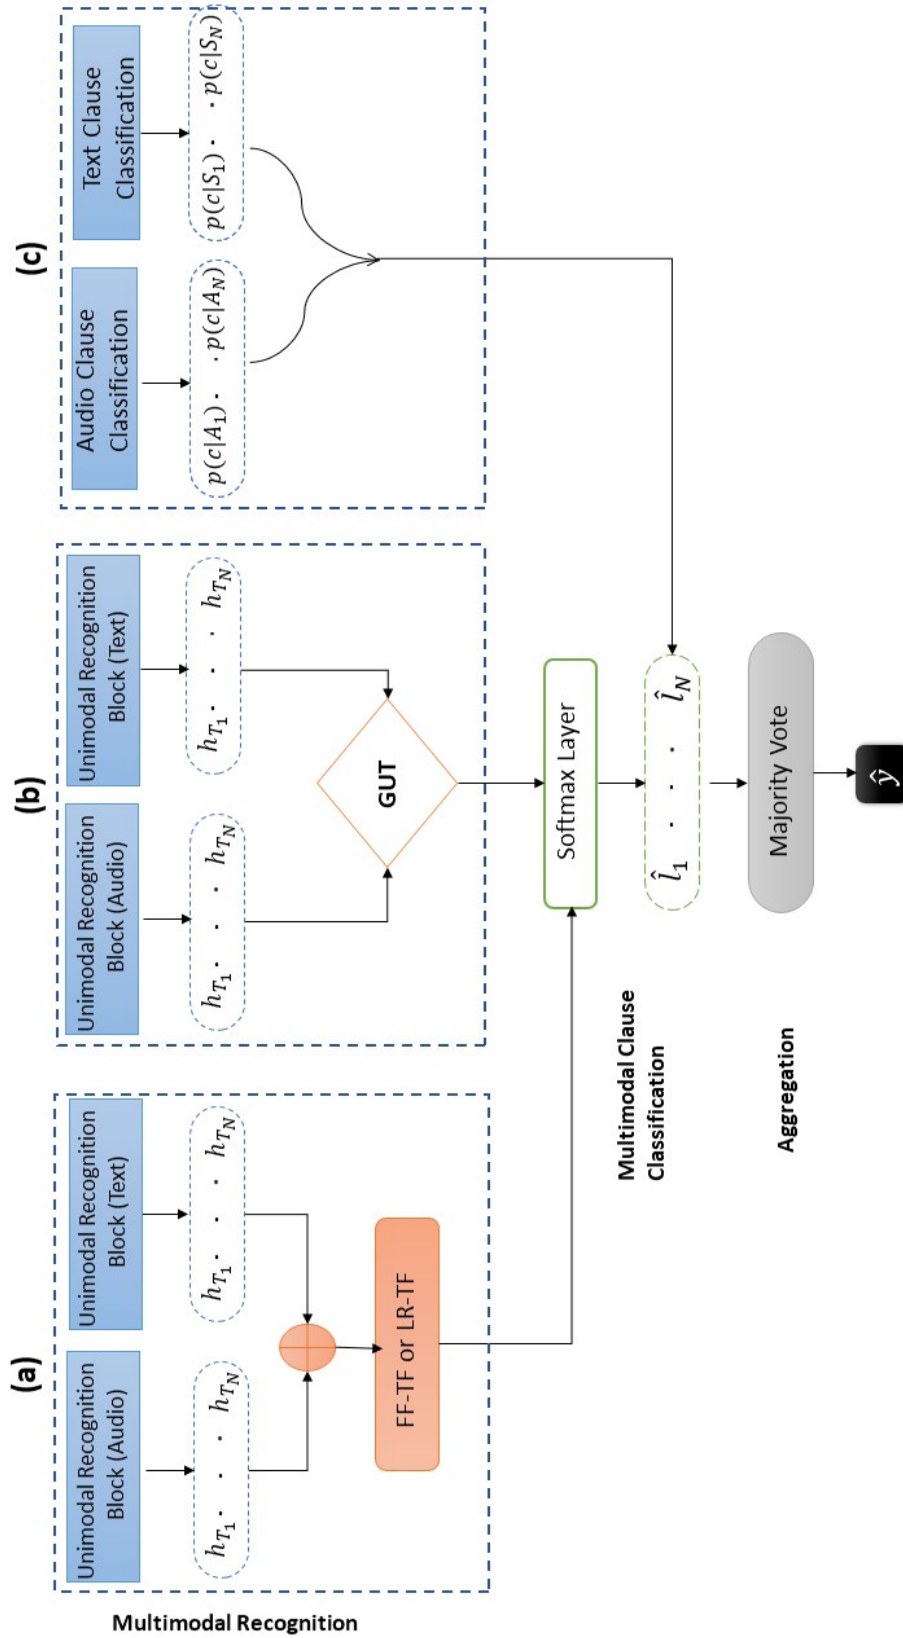 (a)
Unimodal Recognition
Block (Audio)
Unimodal Recognition
Block (Text)
h_{T_1} . . . h_{T_N}
h_{T_1} . . . h_{T_N}
FF-TF or LR-TF
Multimodal Recognition
(b)
Unimodal Recognition
Block (Audio)
Unimodal Recognition
Block (Text)
h_{T_1} . . . h_{T_N}
h_{T_1} . . . h_{T_N}
GUT
(c)
Audio Clause
Classification
Text Clause
Classification
p(c|A_1) . . p(c|A_N)
p(c|S_1) . . p(c|S_N)
Softmax Layer
Multimodal Clause
Classification
l̂_1 . . . l̂_N
Aggregation
Majority Vote
ŷ